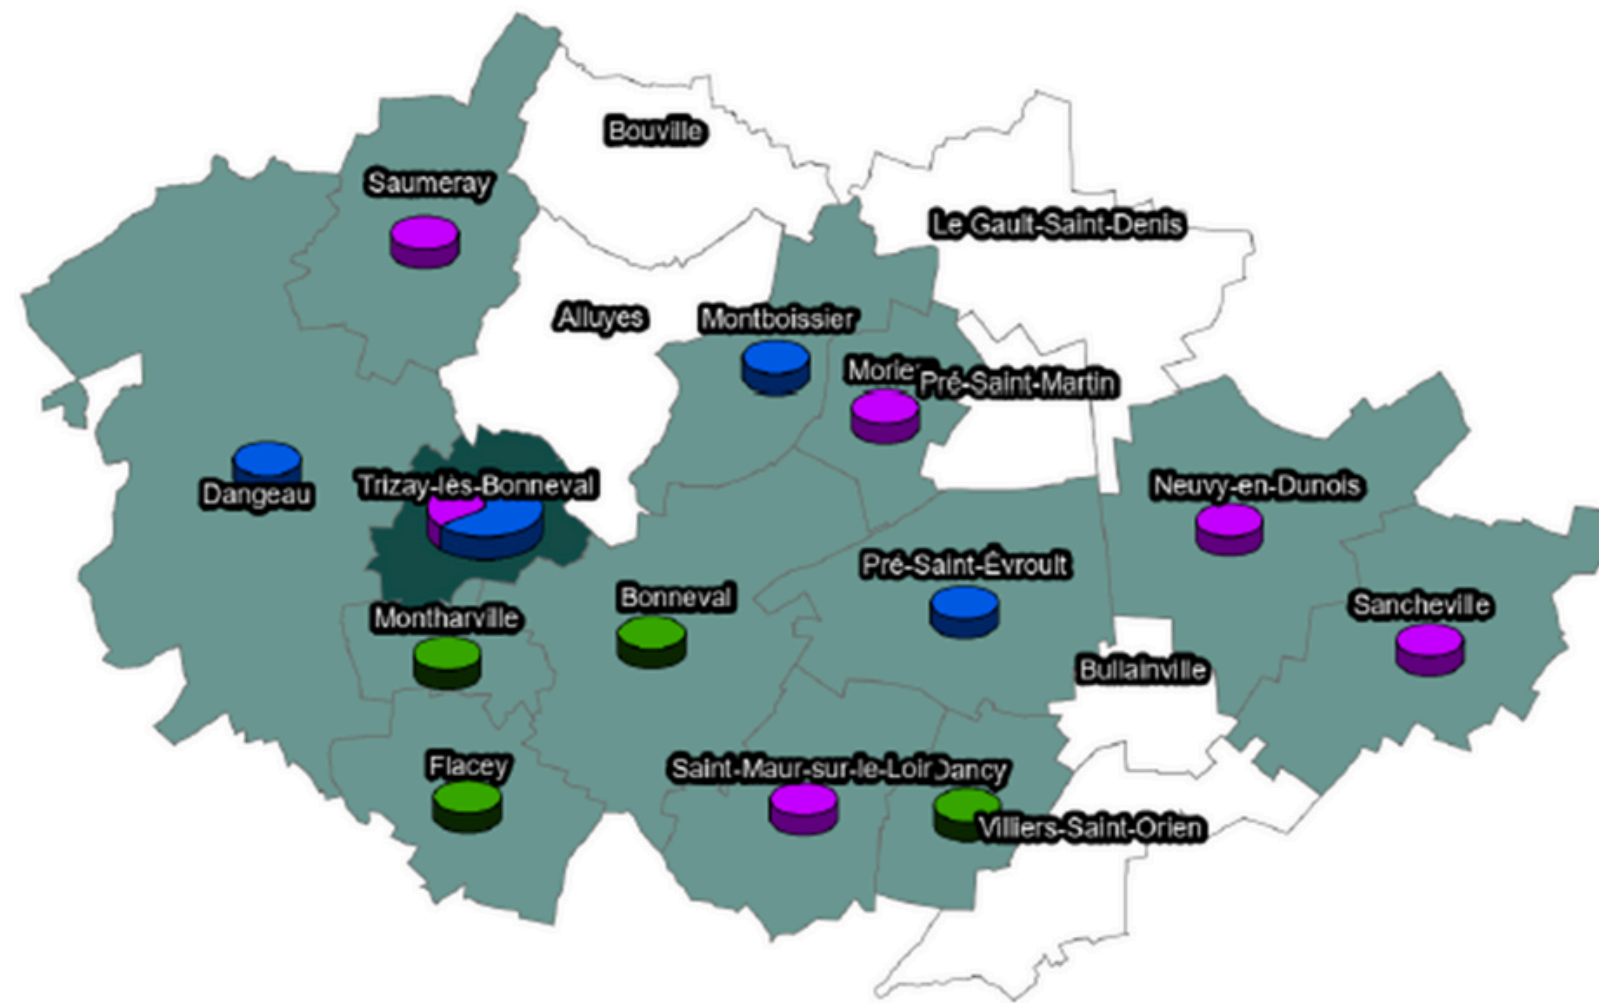 Bouville
Saumeray
Le Gault-Saint-Denis
Alluyes
Montboissier
Pré-Saint-Martin
Dangeau
Trizay-lès-Bonneval
Neuvy-en-Dunois
Pré-Saint-Évroult
Bonneval
Sancheville
Montharville
Bullainville
Flacey
Saint-Maur-sur-le-Loir
Dancy
Villiers-Saint-Orien